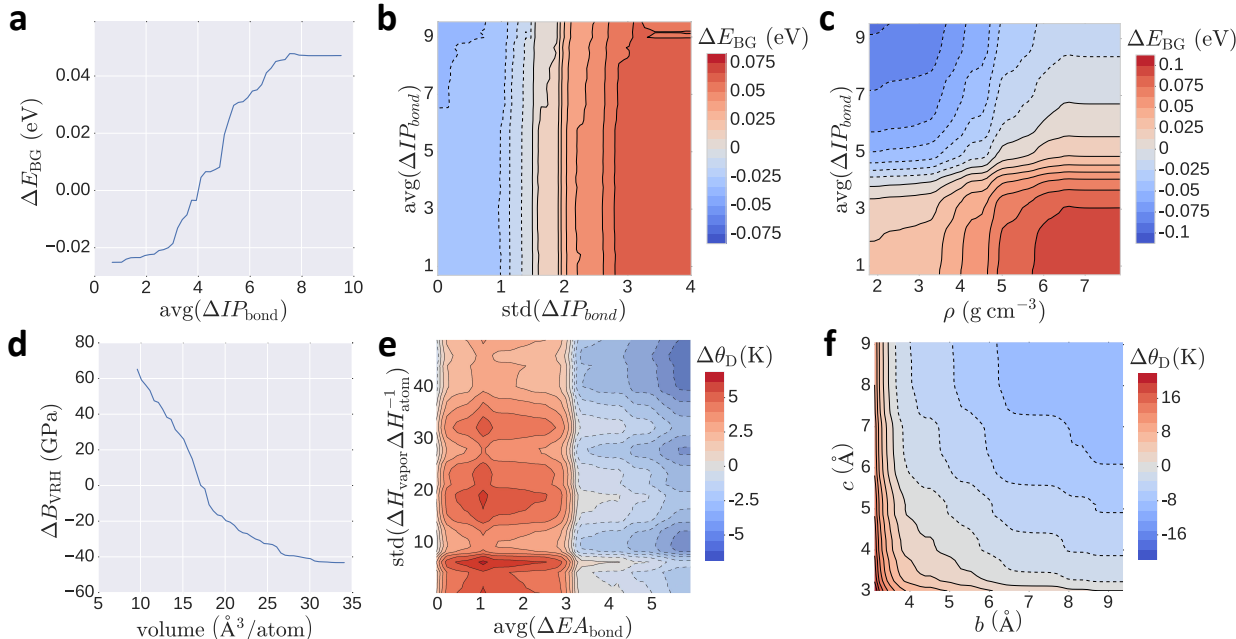 a
0.04
0.02
0.00
−0.02
ΔE_BG (eV)
0 2 4 6 8 10
avg(ΔIP_bond)
b
9
7
5
3
1
avg(ΔIP_bond)
0 1 2 3 4
std(ΔIP_bond)
ΔE_BG (eV)
0.075
0.05
0.025
0
-0.025
-0.05
-0.075
c
9
7
5
3
1
avg(ΔIP_bond)
2 3 4 5 6 7
ρ (g cm⁻³)
ΔE_BG (eV)
0.1
0.075
0.05
0.025
0
-0.025
-0.05
-0.075
-0.1
d
80
60
40
20
0
−20
−40
−60
ΔB_VRH (GPa)
5 10 15 20 25 30 35
volume (Å³/atom)
e
40
30
20
10
std(ΔH_vapor ΔH_atom⁻¹)
0 1 2 3 4 5
avg(ΔEA_bond)
Δθ_D(K)
5
2.5
0
-2.5
-5
f
9
8
7
6
5
4
3
c (Å)
4 5 6 7 8 9
b (Å)
Δθ_D(K)
16
8
0
-8
-16